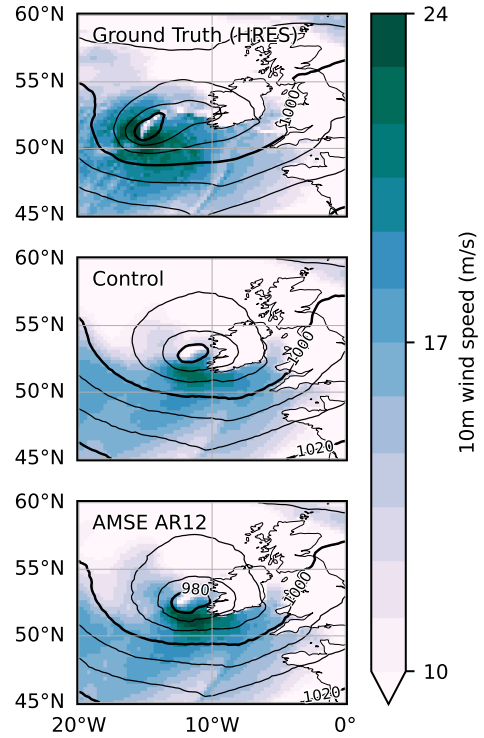 60°N
Ground Truth (HRES)
55°N
1000
50°N
45°N
60°N
Control
55°N
1000
50°N
1020
45°N
60°N
AMSE AR12
55°N
980
1000
50°N
1020
45°N
20°W 10°W 0°
24
17
10
10m wind speed (m/s)